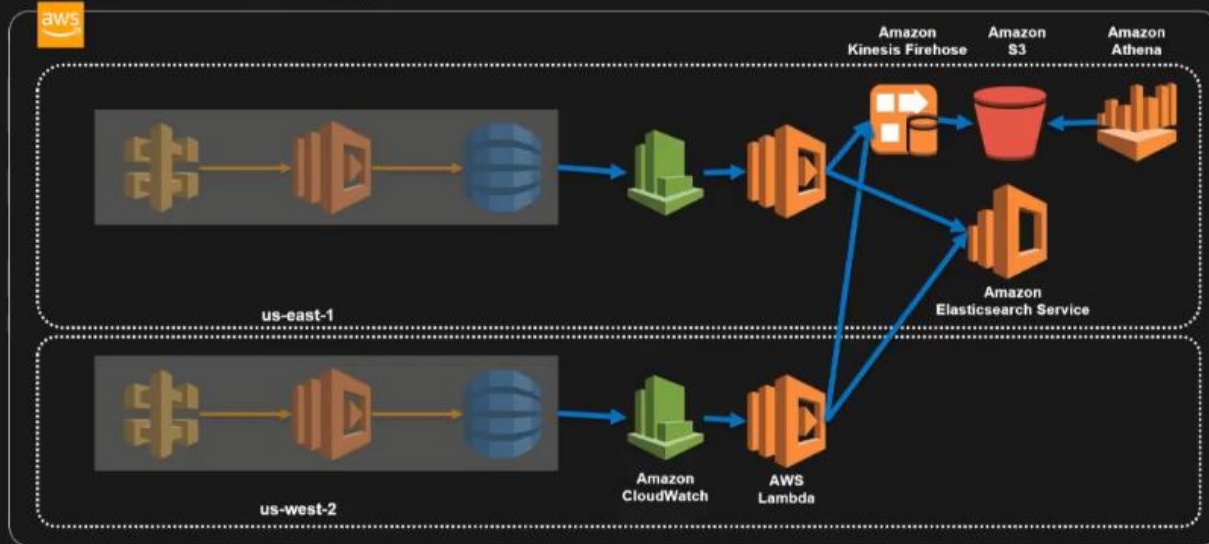 aws
Amazon
Kinesis Firehose
Amazon
S3
Amazon
Athena
Amazon
Elasticsearch Service
us-east-1
Amazon
CloudWatch
AWS
Lambda
us-west-2